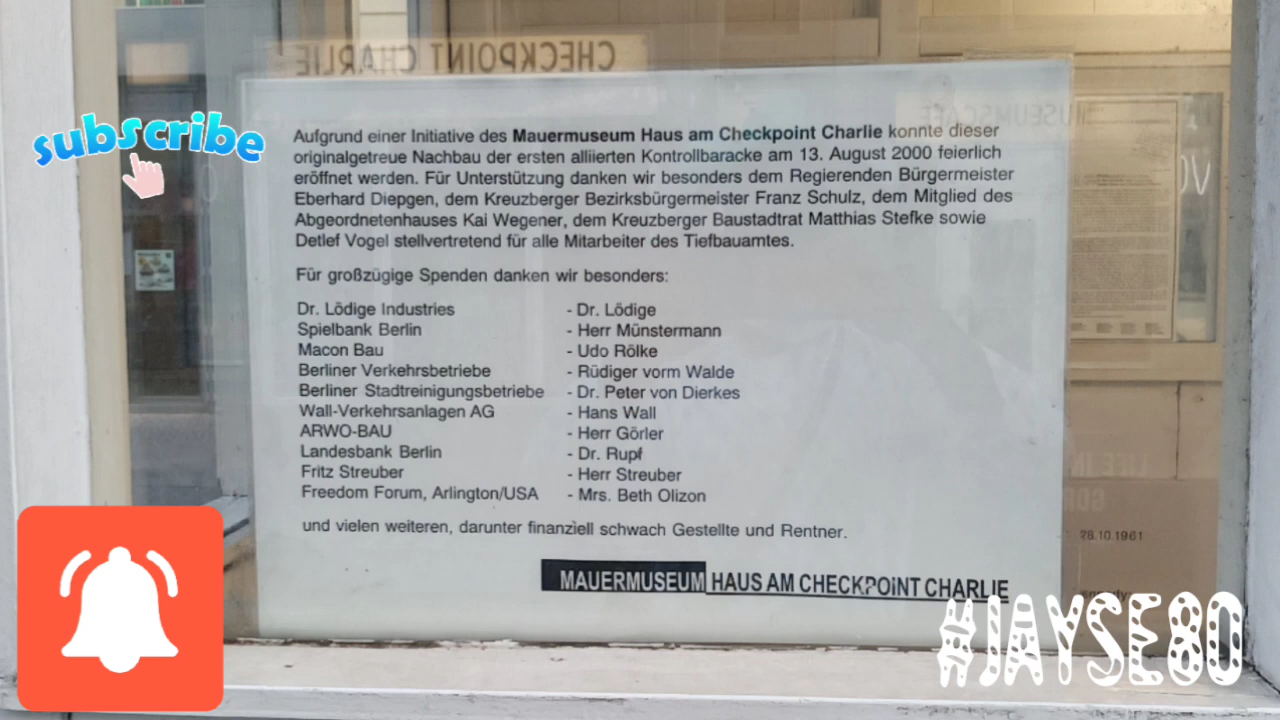 CHECKPOINT CHARLIE
MUSEUMSCAFE
subscribe
Aufgrund einer Initiative des Mauermuseum Haus am Checkpoint Charlie konnte dieser
originalgetreue Nachbau der ersten alliierten Kontrollbaracke am 13. August 2000 feierlich
eröffnet werden. Für Unterstützung danken wir besonders dem Regierenden Bürgermeister
Eberhard Diepgen, dem Kreuzberger Bezirksbürgermeister Franz Schulz, dem Mitglied des
Abgeordnetenhauses Kai Wegener, dem Kreuzberger Baustadtrat Matthias Stefke sowie
Detlef Vogel stellvertretend für alle Mitarbeiter des Tiefbauamtes.
Für großzügige Spenden danken wir besonders:
Dr. Lödige Industries - Dr. Lödige
Spielbank Berlin - Herr Münstermann
Macon Bau - Udo Rölke
Berliner Verkehrsbetriebe - Rüdiger vorm Walde
Berliner Stadtreinigungsbetriebe - Dr. Peter von Dierkes
Wall-Verkehrsanlagen AG - Hans Wall
ARWO-BAU - Herr Görler
Landesbank Berlin - Dr. Rupf
Fritz Streuber - Herr Streuber
Freedom Forum, Arlington/USA - Mrs. Beth Olizon
und vielen weiteren, darunter finanziell schwach Gestellte und Rentner.
LIFE IN
28.10.1961
MAUERMUSEUM HAUS AM CHECKPOINT CHARLIE
#JAYSE80